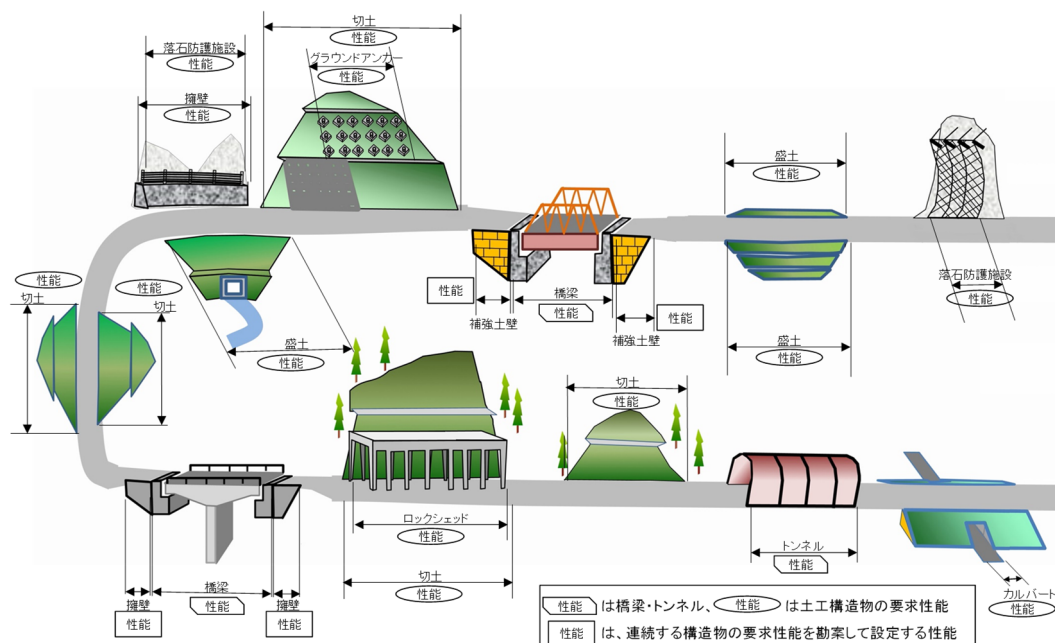 切土
性能
落石防護施設
性能
グラウンドアンカー
性能
擁壁
性能
盛土
性能
性能
切土
性能
切土
盛土
性能
性能
補強土壁
橋梁
性能
性能
補強土壁
盛土
性能
落石防護施設
性能
切土
性能
ロックシェッド
性能
切土
性能
トンネル
性能
カルバート
性能
擁壁
性能
橋梁
性能
擁壁
性能
性能 は橋梁・トンネル、 性能 は土工構造物の要求性能
性能 は、連続する構造物の要求性能を勘案して設定する性能